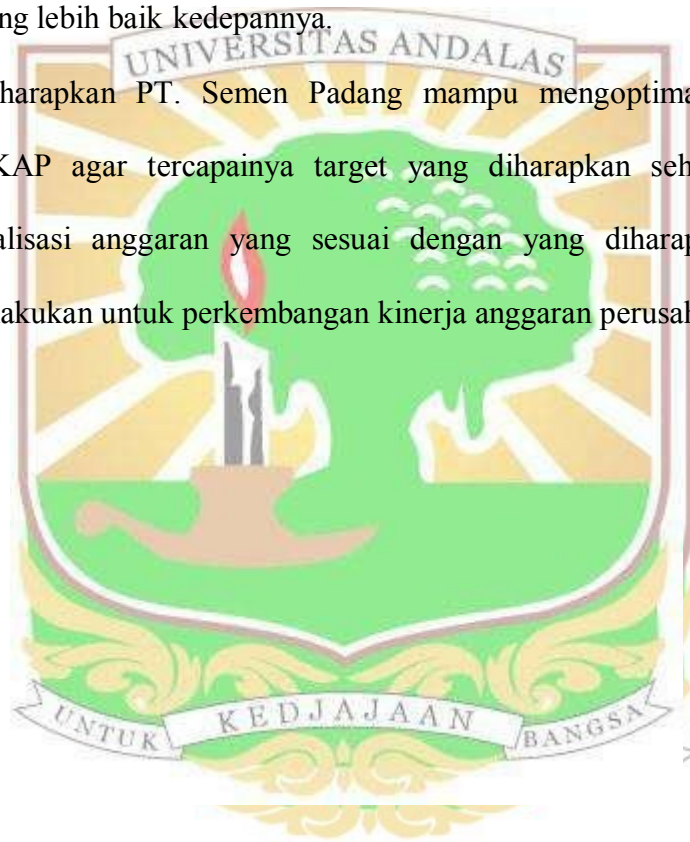 ng lebih baik kedepannya.
UNIVERSITAS ANDALAS
harapkan PT. Semen Padang mampu mengoptima
KAP agar tercapainya target yang diharapkan seh
alisasi anggaran yang sesuai dengan yang diharap
lakukan untuk perkembangan kinerja anggaran perusah
UNTUK KEDJAJAAN BANGSA